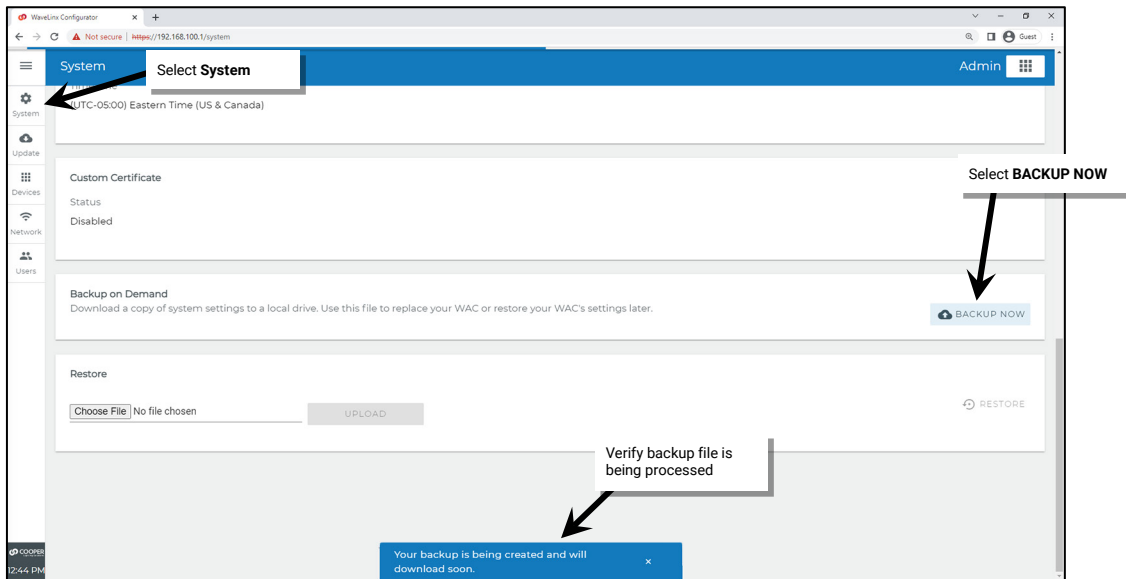 WaveLinx Configurator
Not secure | https://192.168.100.1/system
Guest
System
Select System
Admin
System
(UTC-05:00) Eastern Time (US & Canada)
Update
Select BACKUP NOW
Devices
Custom Certificate
Status
Disabled
Network
Users
Backup on Demand
Download a copy of system settings to a local drive. Use this file to replace your WAC or restore your WAC's settings later.
BACKUP NOW
Restore
Choose File No file chosen
UPLOAD
RESTORE
Verify backup file is
being processed
COOPER
Your backup is being created and will
download soon.
12:44 PM